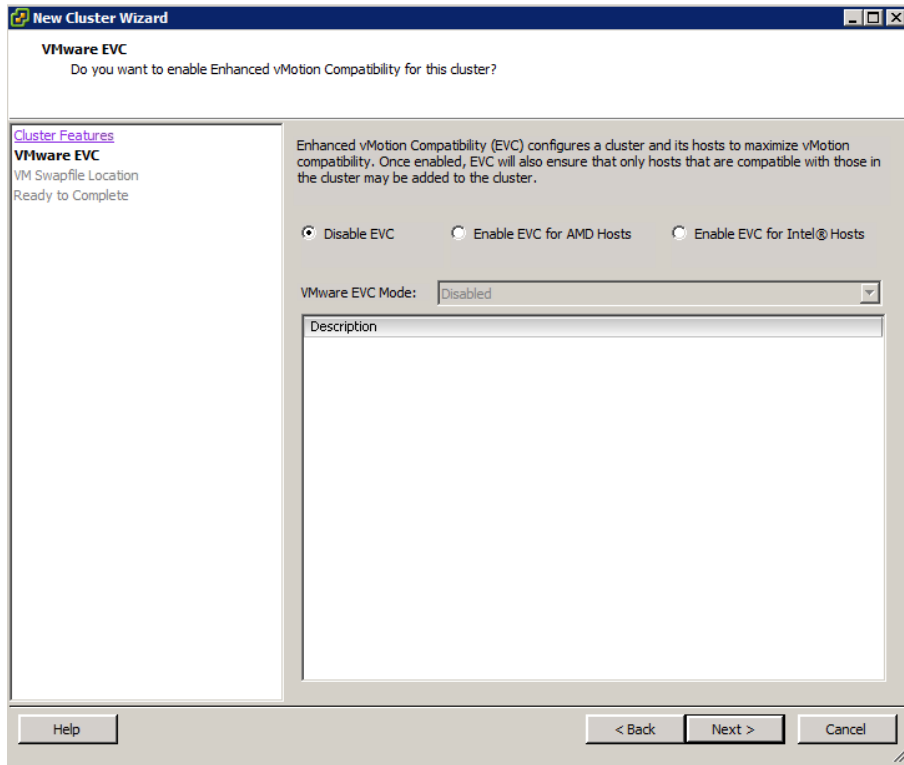 New Cluster Wizard
VMware EVC
Do you want to enable Enhanced vMotion Compatibility for this cluster?
Cluster Features
VMware EVC
VM Swapfile Location
Ready to Complete
Enhanced vMotion Compatibility (EVC) configures a cluster and its hosts to maximize vMotion
compatibility. Once enabled, EVC will also ensure that only hosts that are compatible with those in
the cluster may be added to the cluster.
Disable EVC
Enable EVC for AMD Hosts
Enable EVC for Intel® Hosts
VMware EVC Mode:
Disabled
Description
Help
< Back
Next >
Cancel